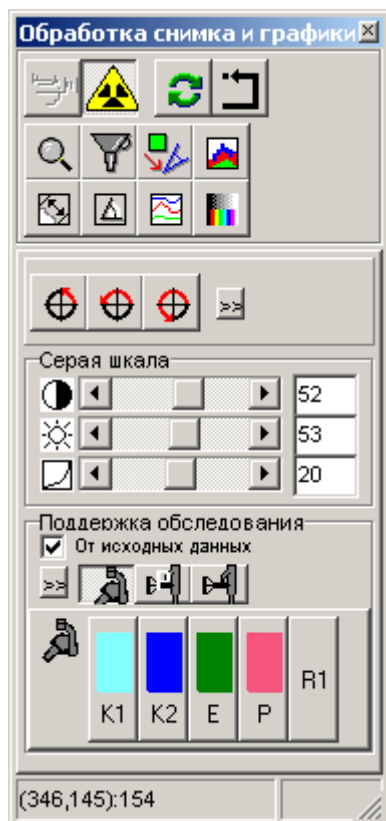 Обработка снимка и графики
>>
Серая шкала
52
53
20
Поддержка обследования
От исходных данных
>>
K1 K2 E P R1
(346,145):154